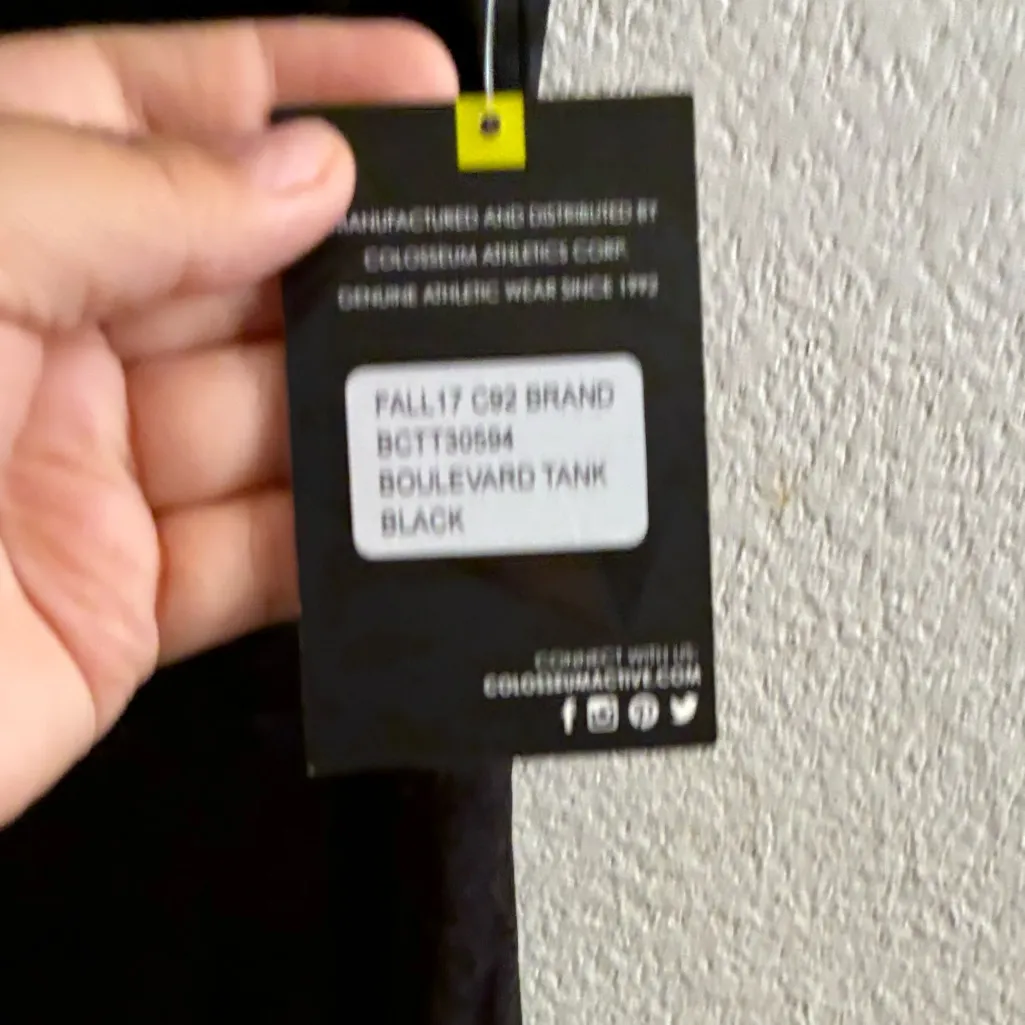 MANUFACTURED AND DISTRIBUTED BY
COLOSSEUM ATHLETICS CORP.
GENUINE ATHLETIC WEAR SINCE 1992
FALL17 C92 BRAND
BCTT30594
BOULEVARD TANK
BLACK
CONNECT WITH US:
COLOSSEUMACTIVE.COM